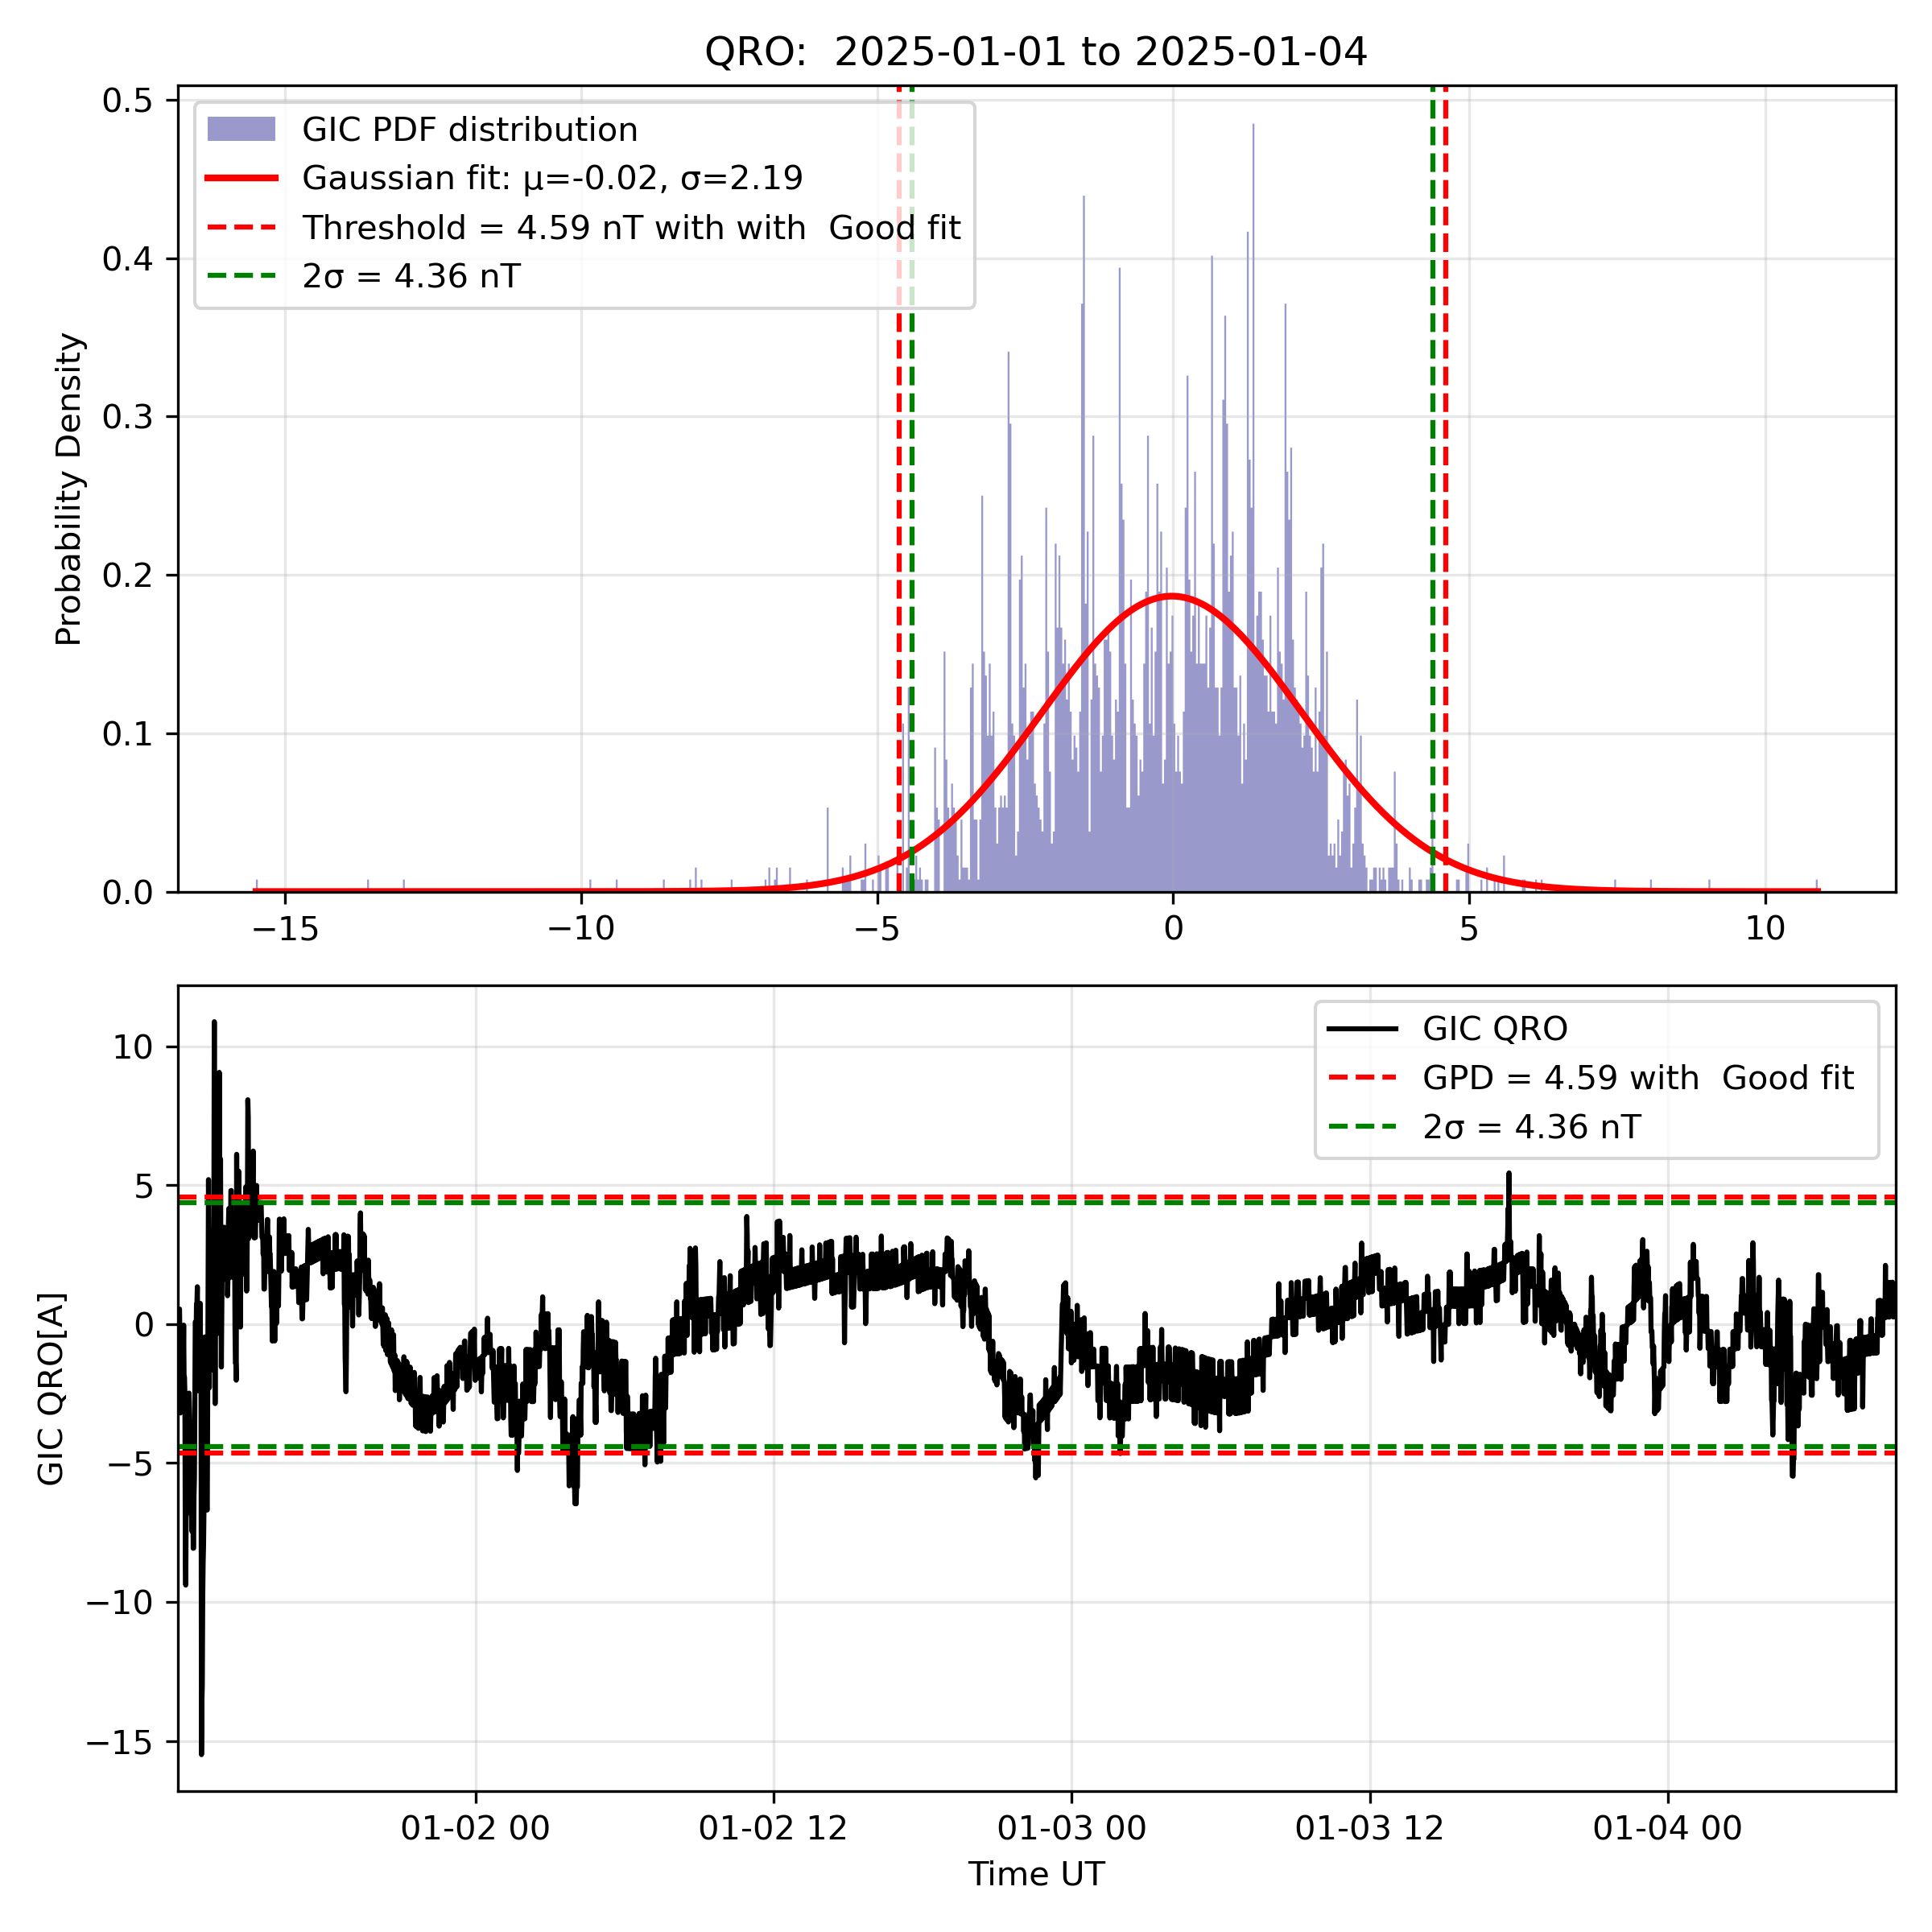 QRO:  2025-01-01 to 2025-01-04
0.5
0.4
0.3
0.2
0.1
0.0
Probability Density
GIC PDF distribution
Gaussian fit: μ=-0.02, σ=2.19
Threshold = 4.59 nT with with  Good fit
2σ = 4.36 nT
−15 −10 −5 0 5 10
10
5
0
−5
−10
−15
GIC QRO[A]
GIC QRO
GPD = 4.59 with  Good fit
2σ = 4.36 nT
01-02 00 01-02 12 01-03 00 01-03 12 01-04 00
Time UT